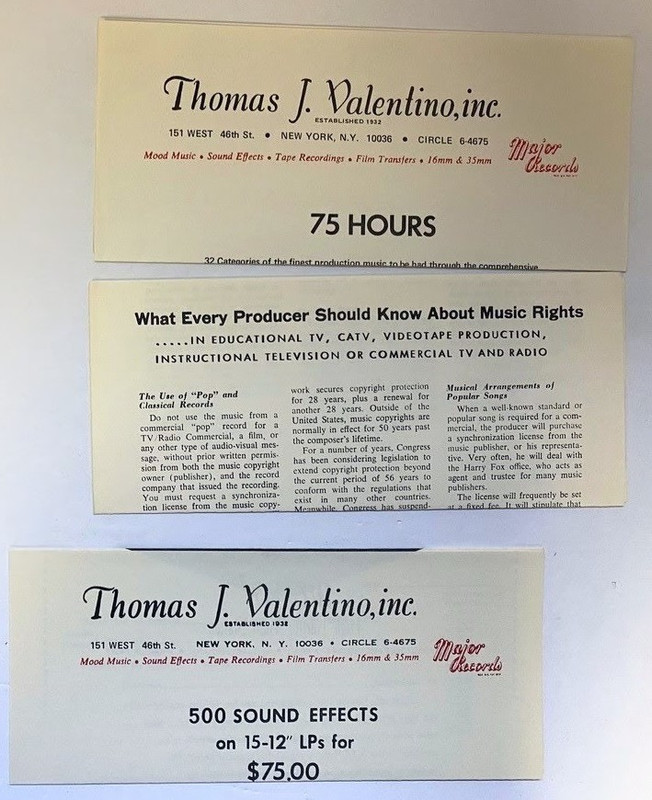 Thomas J. Valentino, inc.
ESTABLISHED 1932
151 WEST 46th St. • NEW YORK, N.Y. 10036 • CIRCLE 6-4675
Mood Music • Sound Effects • Tape Recordings • Film Transfers • 16mm & 35mm
Major
Records
75 HOURS
32 Categories of the finest production music to be had through the comprehensive
What Every Producer Should Know About Music Rights
.....IN EDUCATIONAL TV, CATV, VIDEOTAPE PRODUCTION,
INSTRUCTIONAL TELEVISION OR COMMERCIAL TV AND RADIO
The Use of "Pop" and
Classical Records
Do not use the music from a
commercial "pop" record for a
TV/Radio Commercial, a film, or
any other type of audio-visual mes-
sage, without prior written permis-
sion from both the music copyright
owner (publisher), and the record
company that issued the recording.
You must request a synchroniza-
tion license from the music copy-
work secures copyright protection
for 28 years, plus a renewal for
another 28 years. Outside of the
United States, music copyrights are
normally in effect for 50 years past
the composer's lifetime.
For a number of years, Congress
has been considering legislation to
extend copyright protection beyond
the current period of 56 years to
conform with the regulations that
exist in many other countries.
Meanwhile, Congress has suspend-
Musical Arrangements of
Popular Songs
When a well-known standard or
popular song is required for a com-
mercial, the producer will purchase
a synchronization license from the
music publisher, or his representa-
tive. Very often, he will deal with
the Harry Fox office, who acts as
agent and trustee for many music
publishers.
The license will frequently be set
at a fixed fee. It will stipulate that
Thomas J. Valentino, inc.
ESTABLISHED 1932
151 WEST 46th St. NEW YORK, N. Y. 10036 • CIRCLE 6-4675
Mood Music • Sound Effects • Tape Recordings • Film Transfers • 16mm & 35mm
Major
Records
500 SOUND EFFECTS
on 15-12" LPs for
$75.00